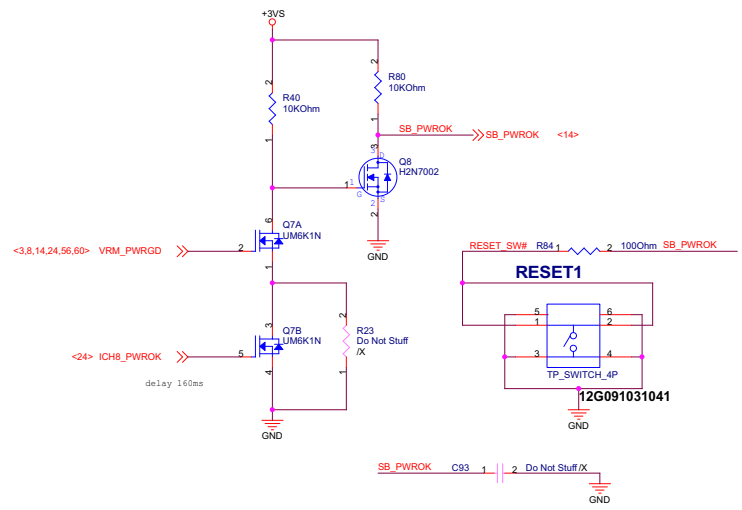 +3VS
2
R80
10KOhm
1
2
R40
10KOhm
1
SB_PWROK
SB_PWROK <14>
3
3 D
Q8
H2N7002
1 1
G
2 S
2
GND
6
Q7A
UM6K1N
<3,8,14,24,56,60> VRM_PWRGD
2
1
RESET_SW# R84 1 2 100Ohm SB_PWROK
RESET1
5 6
1 2
3 4
TP_SWITCH_4P
12G091031041
GND
3
Q7B
UM6K1N
2
R23
Do Not Stuff
/X
1
<24> ICH8_PWROK
5
4
delay 160ms
GND
SB_PWROK C93 1 2 Do Not Stuff /X
GND